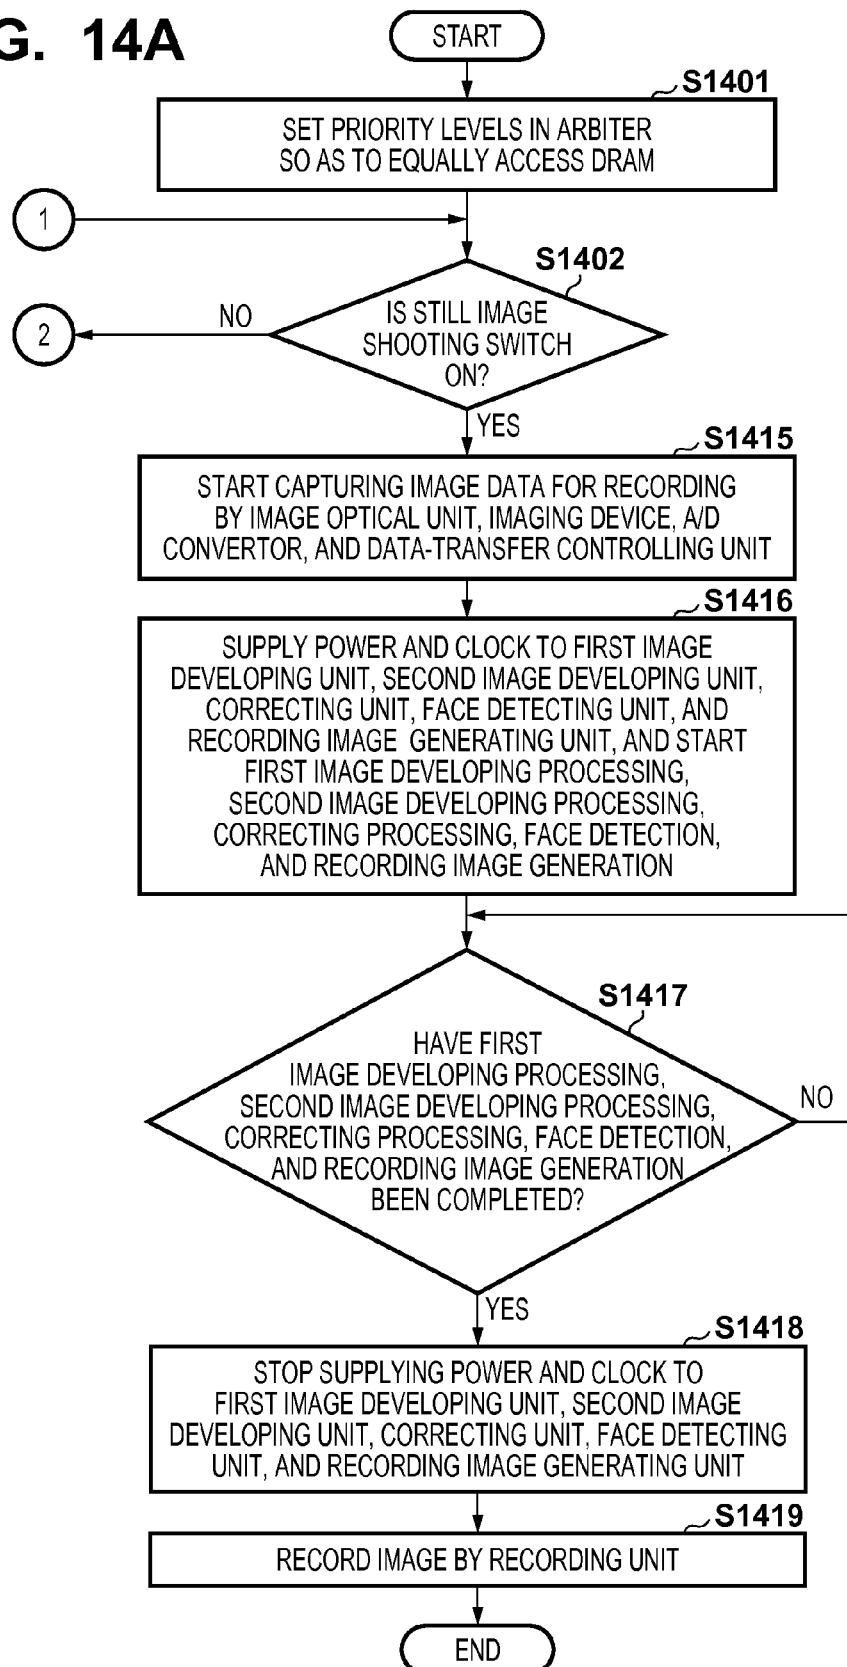 G. 14A
START
S1401
SET PRIORITY LEVELS IN ARBITER
SO AS TO EQUALLY ACCESS DRAM
1
S1402
IS STILL IMAGE
SHOOTING SWITCH
ON?
NO
2
YES
S1415
START CAPTURING IMAGE DATA FOR RECORDING
BY IMAGE OPTICAL UNIT, IMAGING DEVICE, A/D
CONVERTOR, AND DATA-TRANSFER CONTROLLING UNIT
S1416
SUPPLY POWER AND CLOCK TO FIRST IMAGE
DEVELOPING UNIT, SECOND IMAGE DEVELOPING UNIT,
CORRECTING UNIT, FACE DETECTING UNIT, AND
RECORDING IMAGE GENERATING UNIT, AND START
FIRST IMAGE DEVELOPING PROCESSING,
SECOND IMAGE DEVELOPING PROCESSING,
CORRECTING PROCESSING, FACE DETECTION,
AND RECORDING IMAGE GENERATION
S1417
HAVE FIRST
IMAGE DEVELOPING PROCESSING,
SECOND IMAGE DEVELOPING PROCESSING,
CORRECTING PROCESSING, FACE DETECTION,
AND RECORDING IMAGE GENERATION
BEEN COMPLETED?
NO
YES
S1418
STOP SUPPLYING POWER AND CLOCK TO
FIRST IMAGE DEVELOPING UNIT, SECOND IMAGE
DEVELOPING UNIT, CORRECTING UNIT, FACE DETECTING
UNIT, AND RECORDING IMAGE GENERATING UNIT
S1419
RECORD IMAGE BY RECORDING UNIT
END